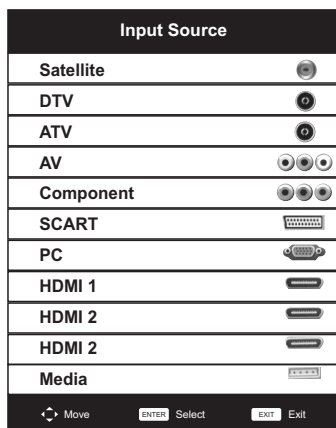 Input Source
Satellite
DTV
ATV
AV
Component
SCART
PC
HDMI 1
HDMI 2
HDMI 2
Media
Move ENTER Select EXIT Exit